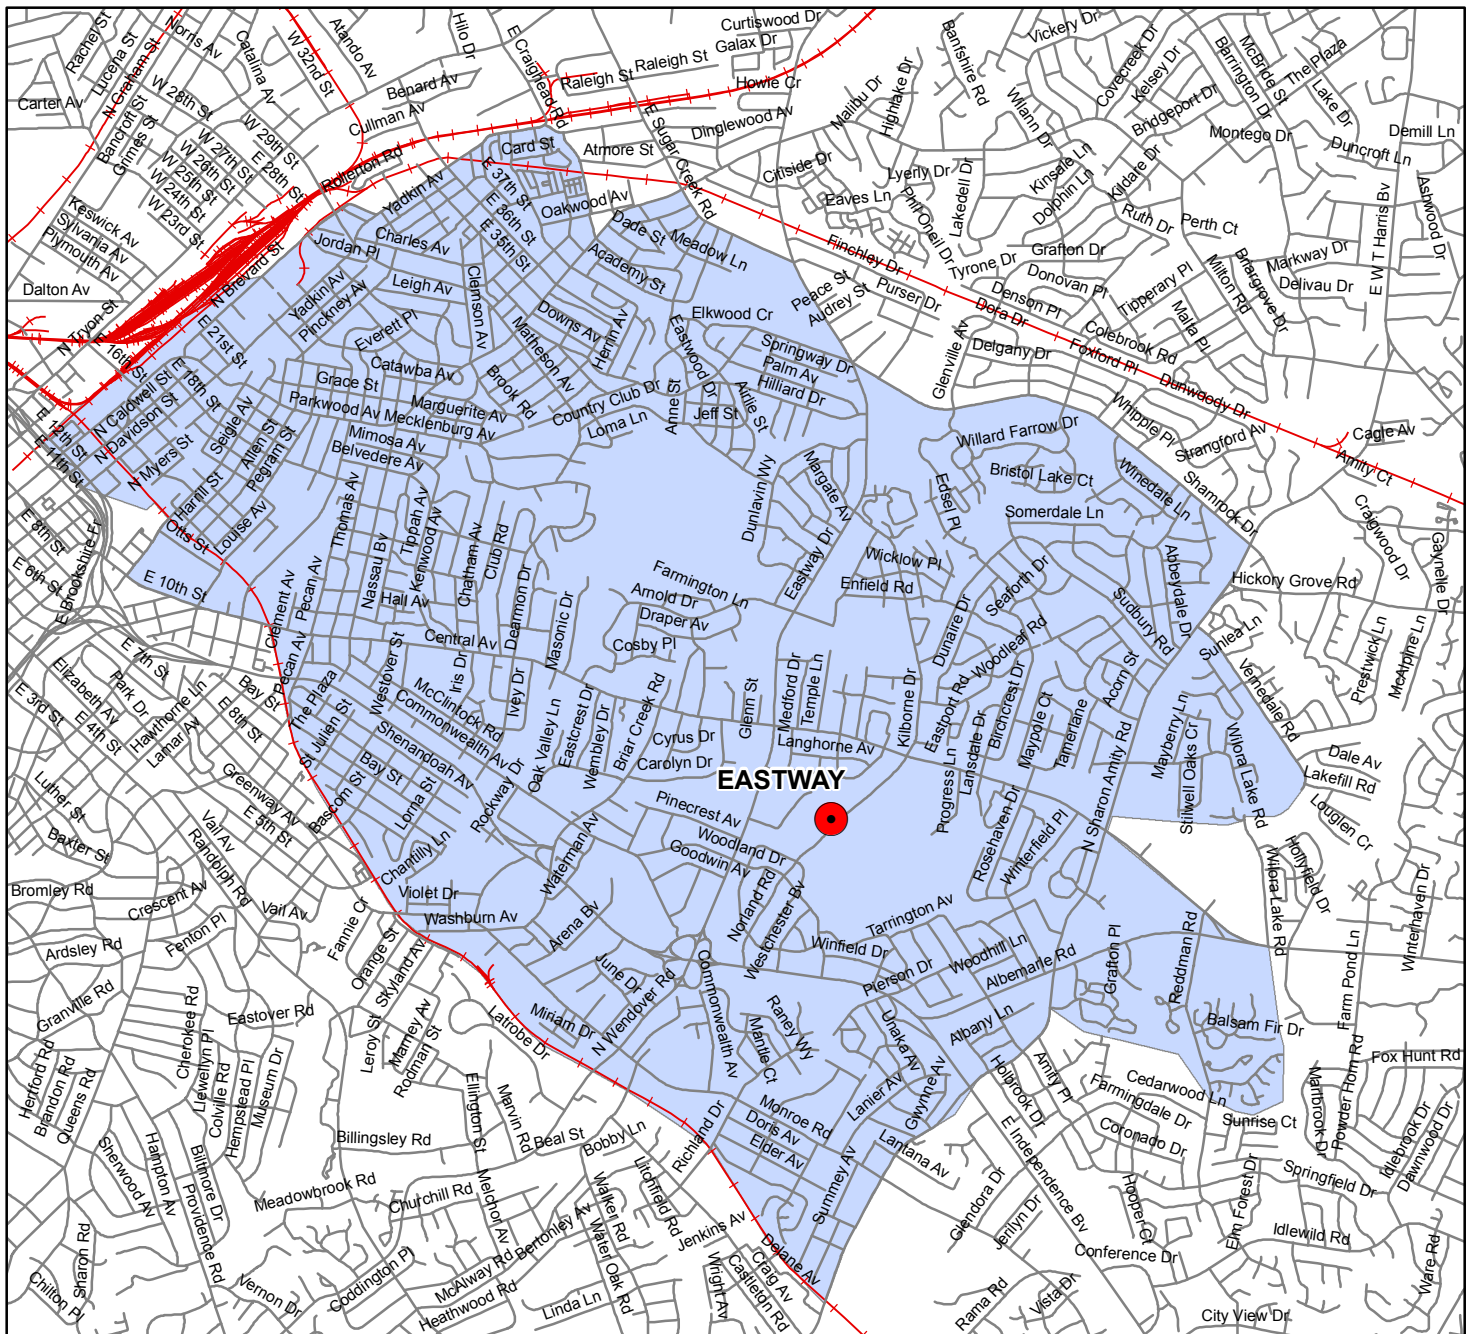 Rachel St
Lucena St
Norris Av
Catalina Av
W 32nd St
Atando Av
Hilo Dr
E Craighead Rd
Curtiswood Dr
Galax Dr
Raleigh St
Raleigh St
Howie Cr
Banfshire Rd
Vickery Dr
Covecreek Dr
Kelsey Dr
Barrington Dr
McBride St
The Plaza
Lake Dr
Carter Av
N Graham St
Bancroft St
Grimes St
W 28th St
W 29th St
E 28th St
W 27th St
W 26th St
W 25th St
W 24th St
W 23rd St
Benard Av
Cullman Av
Rollerton Rd
Card St
Atmore St
E Sugar Creek Rd
Dinglewood Av
Malibu Dr
Highlake Dr
Wilann Dr
Bridgeport Dr
Montego Dr
Demill Ln
Duncroft Ln
Citiside Dr
Lyerly Dr
Eaves Ln
Phil Oneil Dr
Lakedell Dr
Kinsale Ln
Dolphin Ln
Kildare Dr
Ruth Dr
Perth Ct
E W T Harris Bv
Ashwood Dr
Keswick Av
Sylvania Av
Plymouth Av
Dalton Av
N Tryon St
N Brevard St
Yadkin Av
E 37th St
E 36th St
E 35th St
Oakwood Av
Dade St
Meadow Ln
Academy St
Jordan Pl
Charles Av
Leigh Av
Clemson Av
Finchley Dr
Tyrone Dr
Grafton Dr
Donovan Pl
Denson Pl
Dora Dr
Tipperary Pl
Milton Rd
Briargrove Dr
Markway Dr
Delivau Dr
Malta Pl
Peace St
Audrey St
Purser Dr
Colebrook Rd
Foxford Pl
Dunwoody Dr
Delgany Dr
Glenville Av
E 16th St
E 21st St
Yadkin Av
Pinckney Av
Everett Pl
Catawba Av
Matheson Av
Downs Av
Herrin Av
Elkwood Cr
Eastwood Dr
Springway Dr
Palm Av
Hilliard Dr
Grace St
Parkwood Av
Mecklenburg Av
Marguerite Av
Brook Rd
Country Club Dr
Loma Ln
Anne St
Jeff St
Airlie St
E 18th St
N Caldwell St
N Davidson St
N Myers St
Seigle Av
Allen St
Pegram St
Harrill St
Louise Av
Otts St
E 12th St
E 11th St
Mimosa Av
Belvedere Av
Willard Farrow Dr
Whipple Pl
Strangford Av
Cagle Av
Amity Ct
Bristol Lake Ct
Winedale Ln
Shamrock Dr
Edsel Pl
Somerdale Ln
Dunlavin Wy
Margate Av
Eastway Dr
Wicklow Pl
Enfield Rd
Seaforth Dr
Abbeydale Dr
Sudbury Rd
Hickory Grove Rd
Craigwood Dr
Gaynelle Dr
E 8th St
E 6th St
E Brookshire Fr
E 10th St
Thomas Av
Nassau Bv
Tippah Av
Kenwood Av
Chatham Av
Club Rd
Clement Av
Pecan Av
Hall Av
Central Av
Dearmon Dr
Masonic Dr
Farmington Ln
Arnold Dr
Draper Av
Cosby Pl
Dunaire Dr
Woodlear Rd
Acorn St
Sunlea Ln
Vernedale Rd
Prestwick Ln
McAlpine Ln
E 7th St
Elizabeth Av
Park Dr
E 3rd St
E 4th St
Hawthorne Ln
Lamar Av
Bay St
Pecan Av
E 8th St
The Plaza
St Julien St
Westover St
McClintock Rd
Commonwealth Av
Shenandoah Av
Iris Dr
Ivey Dr
Oak Valley Ln
Eastcrest Dr
Wembley Dr
Briar Creek Rd
Cyrus Dr
Carolyn Dr
Glenn St
Medford Dr
Temple Ln
Langhorne Av
Kilborne Dr
Eastport Rd
Progress Ln
Lansdale Dr
Birchcrest Dr
Maypole Ct
Tamerlane
N Sharon Amity Rd
Mayberry Ln
Stilwell Oaks Cr
Wilora Lake Rd
Dale Av
Lakefill Rd
Louglen Cr
EASTWAY
Luther St
Baxter St
Greenway Av
E 5th St
Vail Av
Randolph Rd
Bay St
Bascom St
Lorna St
Chantilly Ln
Rockway Dr
Pinecrest Av
Woodland Dr
Goodwin Av
Waterman Av
Rosehaven Dr
Winterfield Pl
Wilora Lake Rd
Hollyfield Dr
Bromley Rd
Crescent Av
Fenton Pl
Vail Av
Ardsley Rd
Granville Rd
Violet Dr
Washburn Av
Fannie Cr
Orange St
Skyland Av
Arena Bv
June Dr
N Wendover Rd
Norland Rd
Westchester Bv
Winfield Dr
Tarrington Av
Pierson Dr
Woodhill Ln
Albemarle Rd
Grafton Pl
Reddman Rd
Balsam Fir Dr
Farm Pond Ln
Winterhaven Dr
Cherokee Rd
Eastover Rd
Leroy St
Marney Av
Rodman St
Latrobe Dr
Miriam Dr
Commonwealth Av
Raney Wy
Mantle Ct
Unaka Av
Albany Ln
Hertford Rd
Brandon Rd
Queens Rd
Llewellyn Pl
Colville Rd
Hempstead Pl
Museum Dr
Ellington St
Marvin Rd
Beal St
Bobby Ln
Richland Dr
Monroe Rd
Doris Av
Elder Av
Lanier Av
Gwynne Av
Lantana Av
Holbrook Dr
Amity Pl
Farmingdale Dr
Cedarwood Ln
Coronado Dr
Sunrise Ct
Marlbrook Dr
Powder Horn Rd
Fox Hunt Rd
Idlebrook Dr
Dawnwood Dr
Springfield Dr
Sherwood Av
Hampton Av
Biltmore Dr
Providence Rd
Billingsley Rd
Meadowbrook Rd
Churchill Rd
Melchor Av
Walker Rd
Litchfield Rd
Water Oak Rd
Bertonley Av
McAlway Rd
Heathwood Rd
Linda Ln
Jenkins Av
Summey Av
Delane Av
Craig Av
Castleton Rd
Wright Av
E Independence Bv
Glendora Dr
Jerilyn Dr
Hooper Ct
Conference Dr
Elm Forest Dr
Idlewild Rd
Ware Rd
Chilton Pl
Sharon Rd
Vernon Dr
Coddington Pl
Rama Rd
Vista Dr
City View Dr